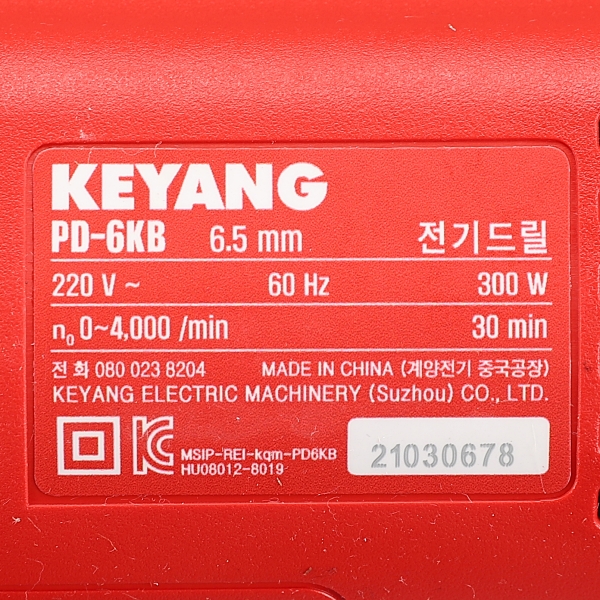 KEYANG
PD-6KB 6.5 mm 전기드릴
220 V ~ 60 Hz 300 W
n₀ 0~4,000 /min 30 min
전 화 080 023 8204 MADE IN CHINA (계양전기 중국공장)
KEYANG ELECTRIC MACHINERY (Suzhou) CO., LTD.
MSIP-REI-kqm-PD6KB
HU08012-8019
21030678